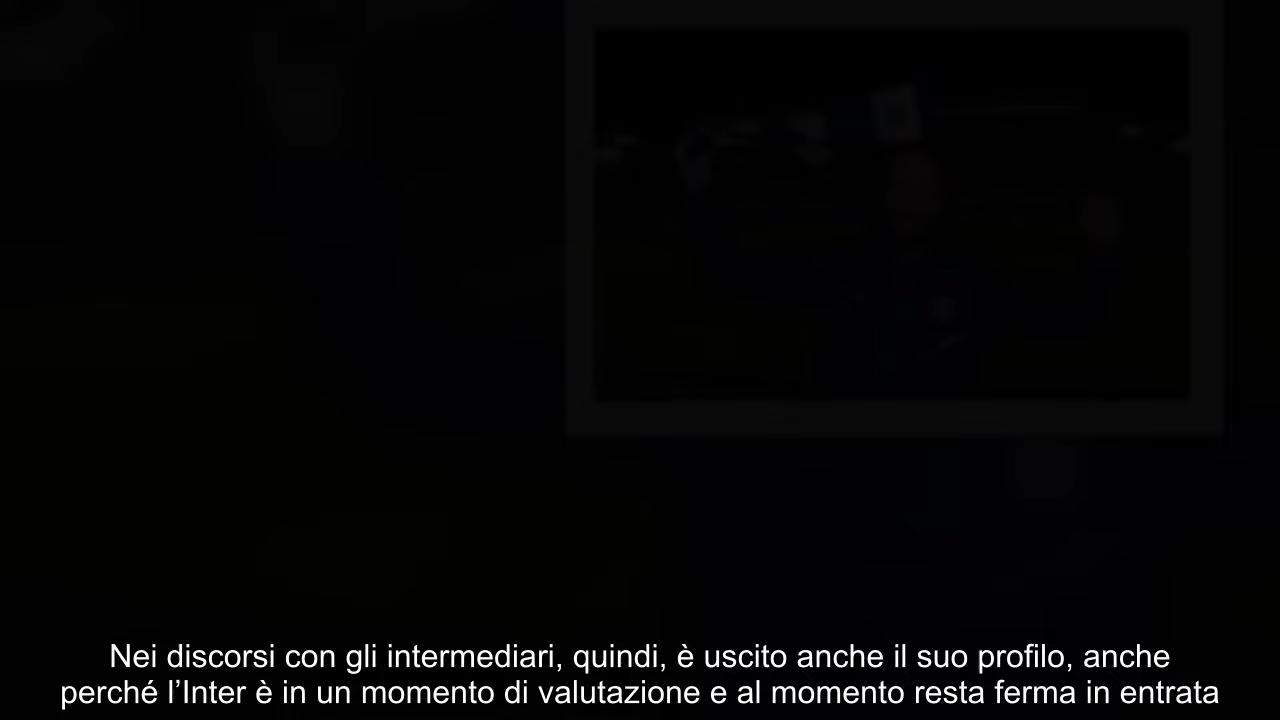 Nei discorsi con gli intermediari, quindi, è uscito anche il suo profilo, anche
perché l’Inter è in un momento di valutazione e al momento resta ferma in entrata